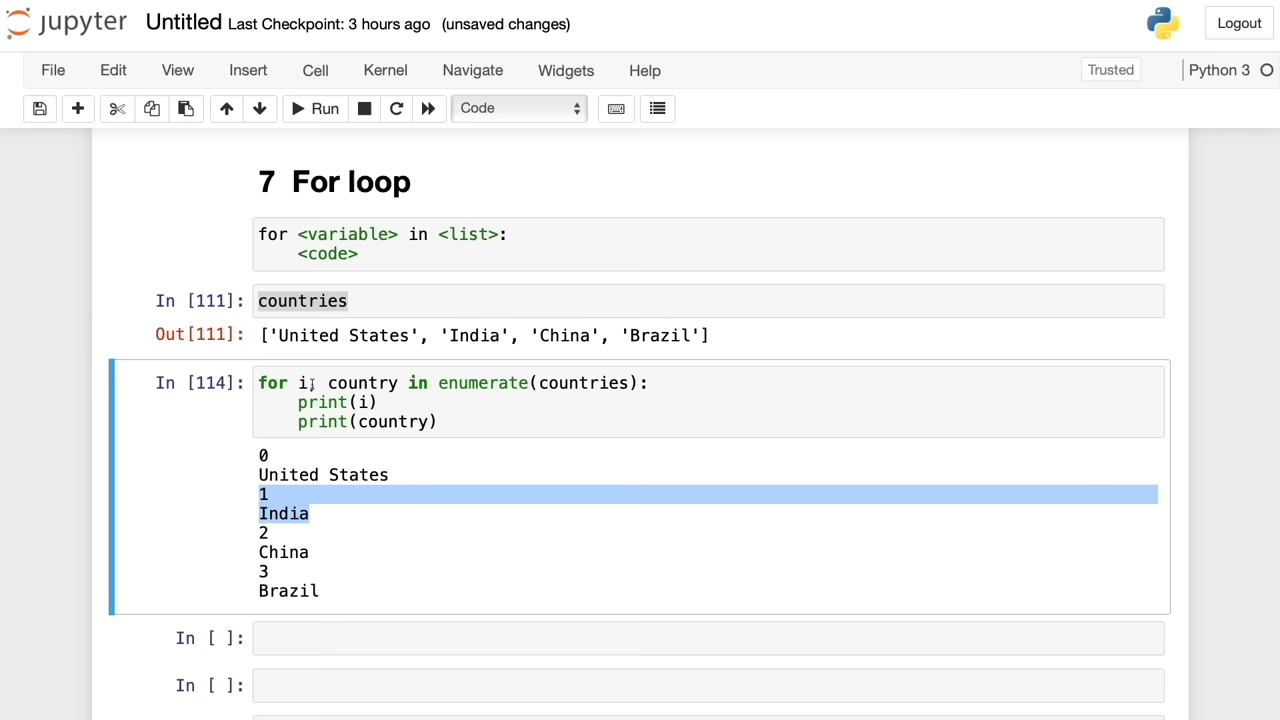 jupyter Untitled Last Checkpoint: 3 hours ago (unsaved changes) Logout
File Edit View Insert Cell Kernel Navigate Widgets Help Trusted Python 3
Run Code
7 For loop
for <variable> in <list>:
    <code>
In [111]: countries
Out[111]: ['United States', 'India', 'China', 'Brazil']
In [114]: for i, country in enumerate(countries):
    print(i)
    print(country)
0
United States
1
India
2
China
3
Brazil
In [ ]:
In [ ]: